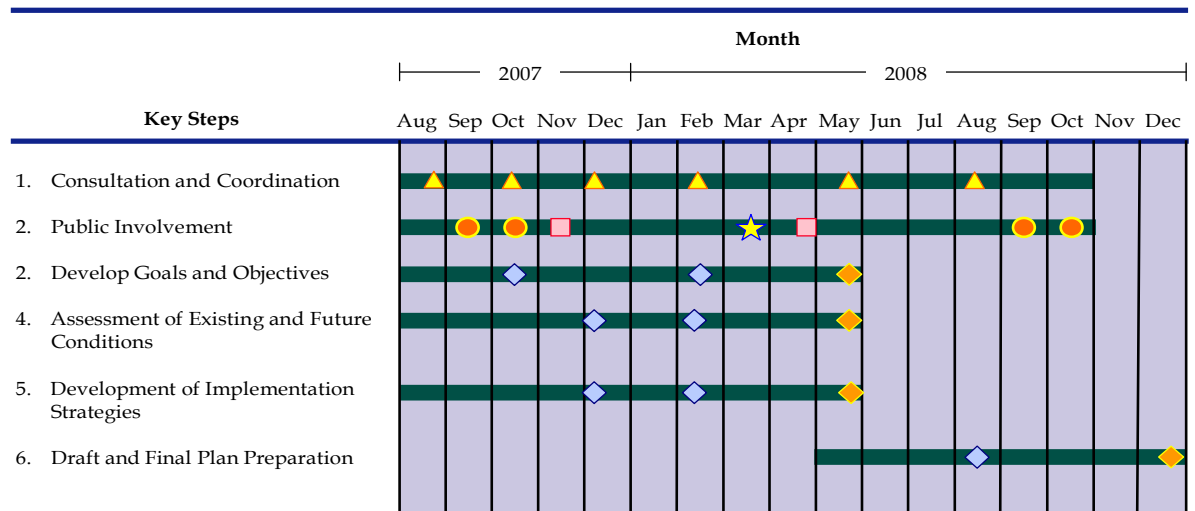 Month
2007 2008
Key Steps Aug Sep Oct Nov Dec Jan Feb Mar Apr May Jun Jul Aug Sep Oct Nov Dec
1. Consultation and Coordination
2. Public Involvement
2. Develop Goals and Objectives
4. Assessment of Existing and Future
Conditions
5. Development of Implementation
Strategies
6. Draft and Final Plan Preparation